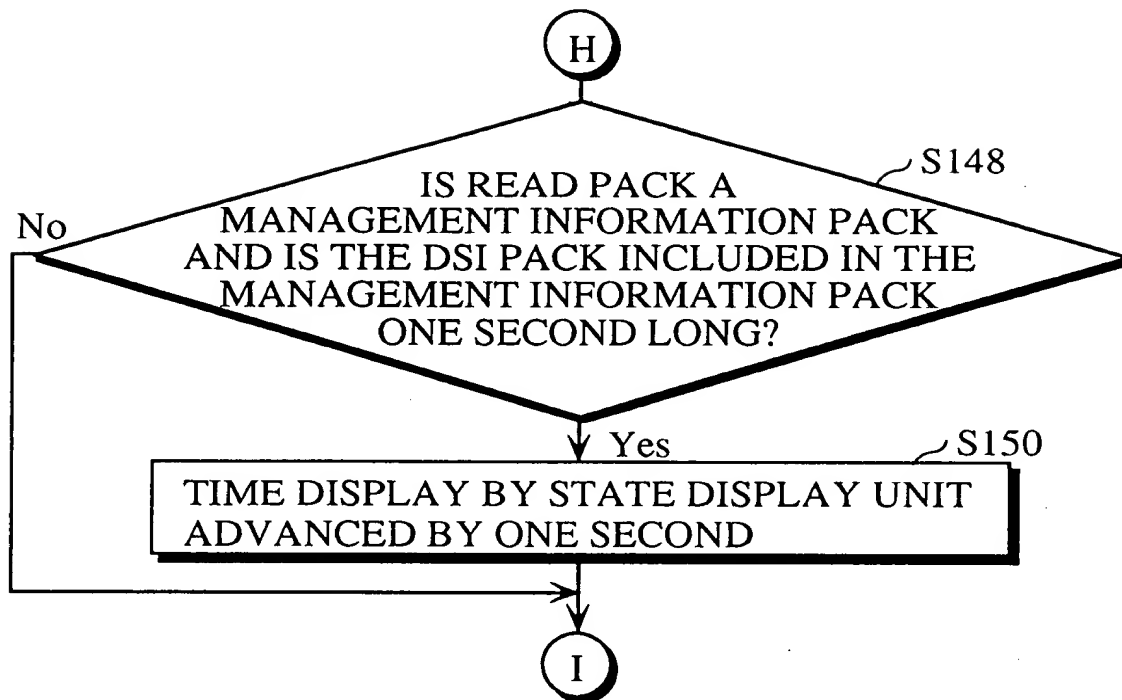 H
S148
IS READ PACK A
MANAGEMENT INFORMATION PACK
AND IS THE DSI PACK INCLUDED IN THE
MANAGEMENT INFORMATION PACK
ONE SECOND LONG?
No
Yes
S150
TIME DISPLAY BY STATE DISPLAY UNIT
ADVANCED BY ONE SECOND
I